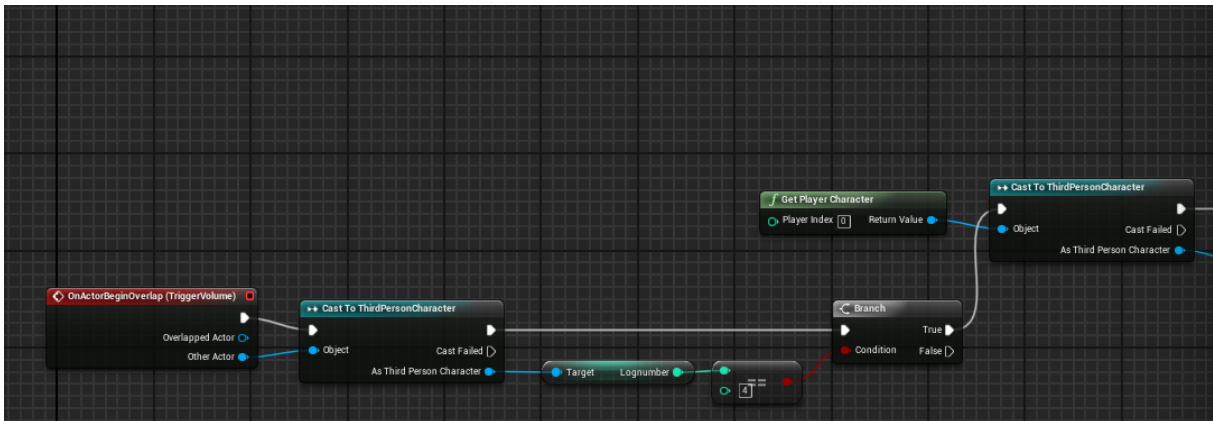 OnActorBeginOverlap (TriggerVolume)
Overlapped Actor
Other Actor
Cast To ThirdPersonCharacter
Object
Cast Failed
As Third Person Character
Target Lognumber
==
4
Get Player Character
Player Index 0 Return Value
Branch
True
Condition False
Cast To ThirdPersonCharacter
Object Cast Failed
As Third Person Character